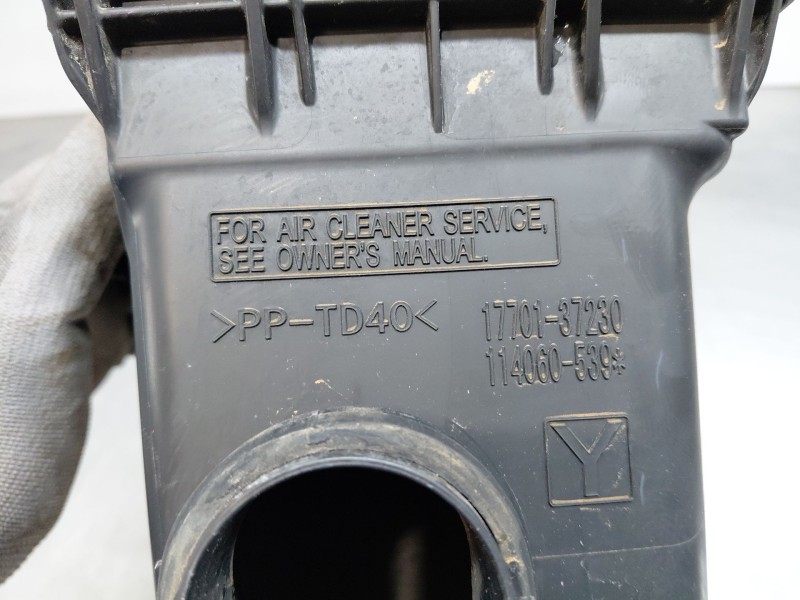 FOR AIR CLEANER SERVICE,
SEE OWNER'S MANUAL.
>PP-TD40<
17701-37230
114060-539*
Y